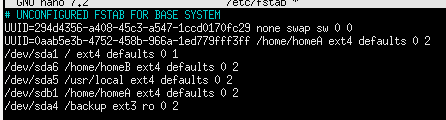 GNU nano 7.2 /etc/fstab *
# UNCONFIGURED FSTAB FOR BASE SYSTEM
UUID=294d4356-a408-45c3-a547-1ccd0170fc29 none swap sw 0 0
UUID=0aab5e3b-4752-458b-966a-1ed779fff3ff /home/homeA ext4 defaults 0 2
/dev/sda1 / ext4 defaults 0 1
/dev/sda6 /home/homeB ext4 defaults 0 2
/dev/sda5 /usr/local ext4 defaults 0 2
/dev/sdb1 /home/homeA ext4 defaults 0 2
/dev/sda4 /backup ext3 ro 0 2